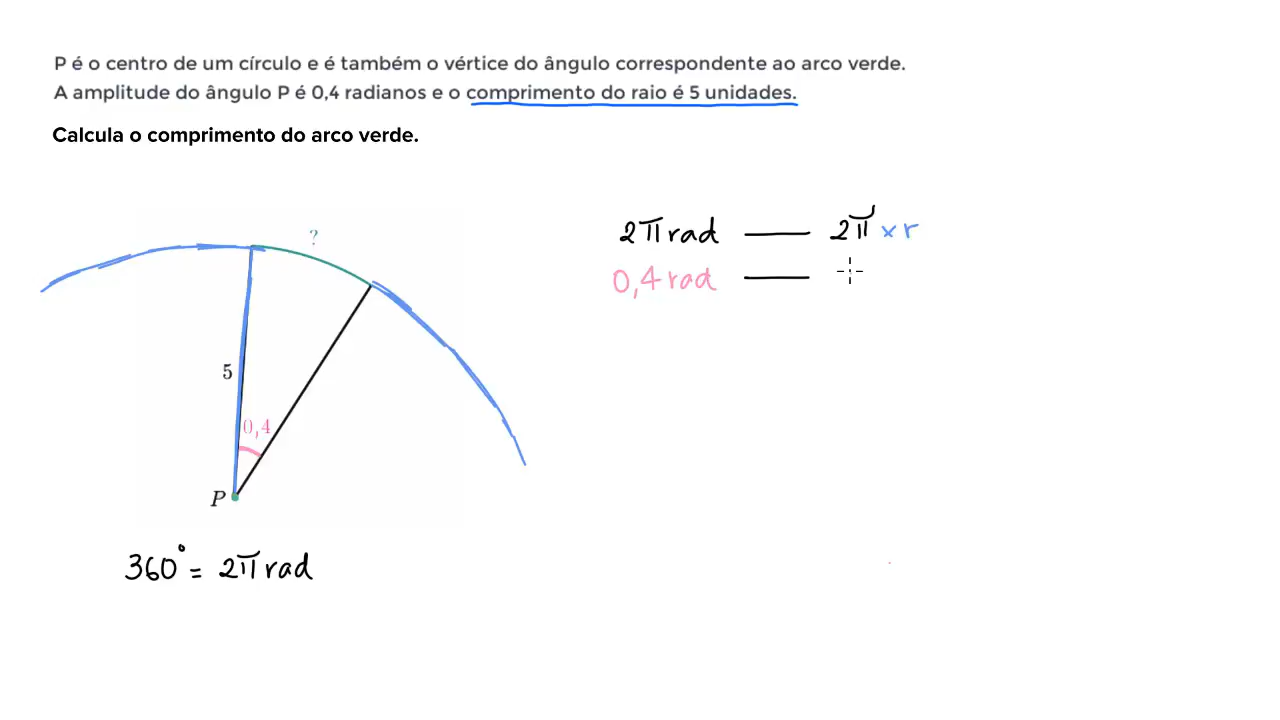 P é o centro de um círculo e é também o vértice do ângulo correspondente ao arco verde.
A amplitude do ângulo P é 0,4 radianos e o comprimento do raio é 5 unidades.
Calcula o comprimento do arco verde.
2π rad —— 2π × r
0,4 rad ——
?
5
0,4
P
360° = 2π rad